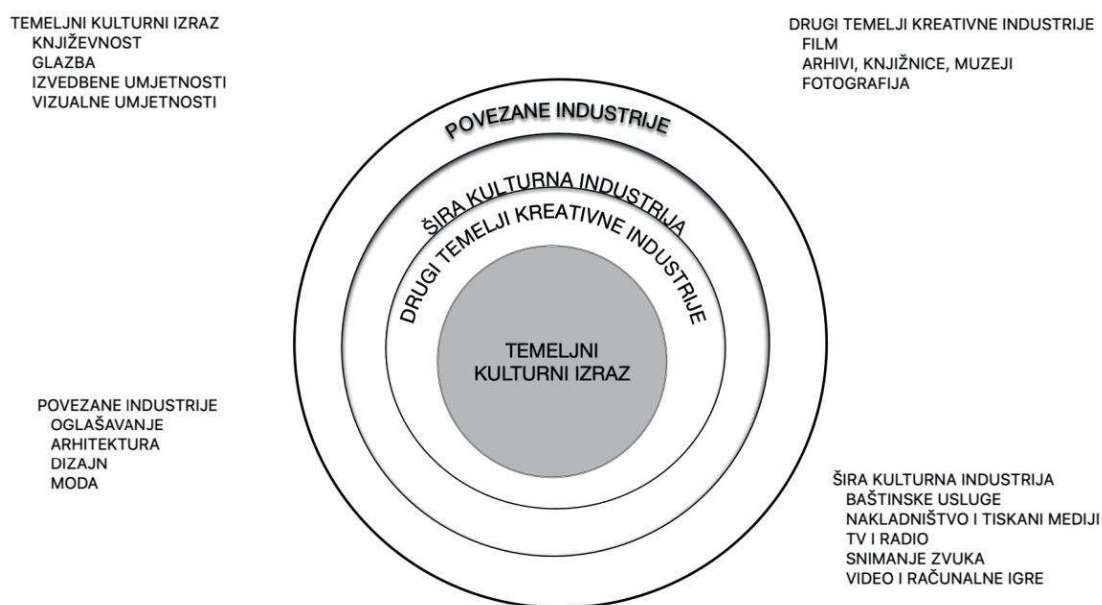 TEMELJNI KULTURNI IZRAZ
KNJIŽEVNOST
GLAZBA
IZVEDBENE UMJETNOSTI
VIZUALNE UMJETNOSTI
DRUGI TEMELJI KREATIVNE INDUSTRIJE
FILM
ARHIVI, KNJIŽNICE, MUZEJI
FOTOGRAFIJA
POVEZANE INDUSTRIJE
ŠIRA KULTURNA INDUSTRIJA
DRUGI TEMELJI KREATIVNE INDUSTRIJE
TEMELJNI
KULTURNI IZRAZ
POVEZANE INDUSTRIJE
OGLAŠAVANJE
ARHITEKTURA
DIZAJN
MODA
ŠIRA KULTURNA INDUSTRIJA
BAŠTINSKE USLUGE
NAKLADNIŠTVO I TISKANI MEDIJI
TV I RADIO
SNIMANJE ZVUKA
VIDEO I RAČUNALNE IGRE